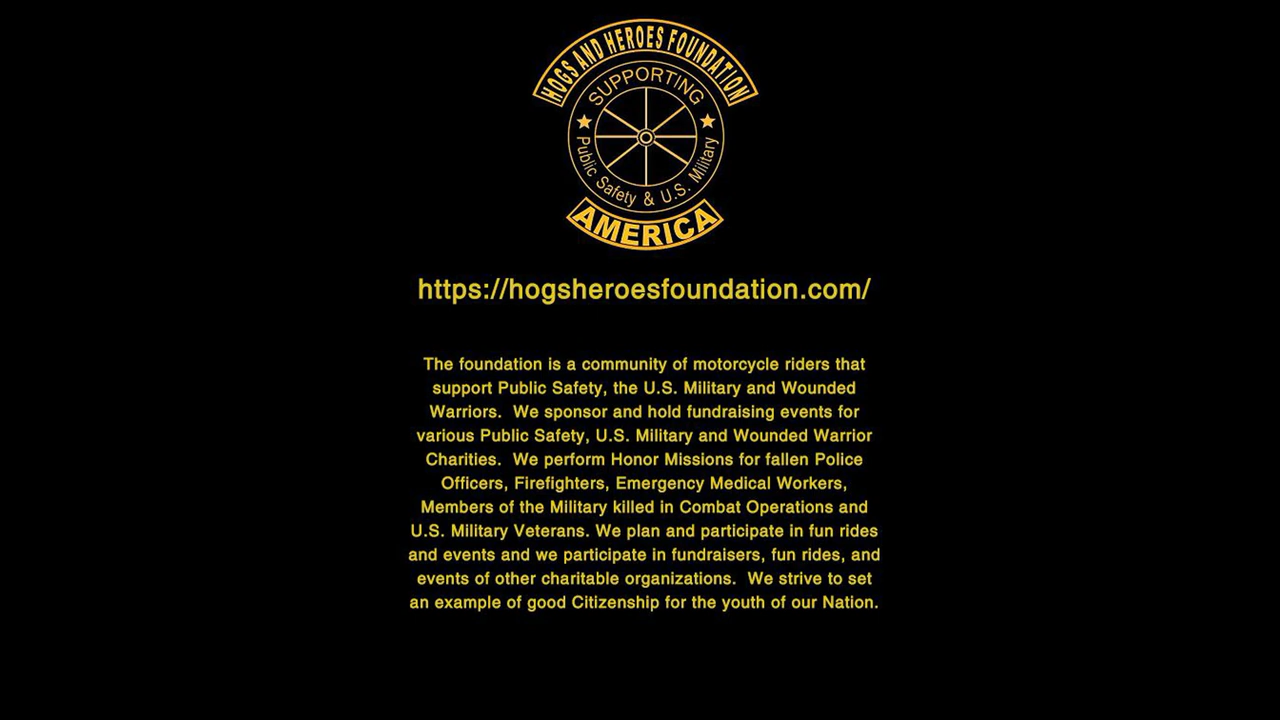 HOGS AND HEROES FOUNDATION
SUPPORTING
Public Safety & U.S. Military
AMERICA
https://hogsheroesfoundation.com/
The foundation is a community of motorcycle riders that
support Public Safety, the U.S. Military and Wounded
Warriors.  We sponsor and hold fundraising events for
various Public Safety, U.S. Military and Wounded Warrior
Charities.  We perform Honor Missions for fallen Police
Officers, Firefighters, Emergency Medical Workers,
Members of the Military killed in Combat Operations and
U.S. Military Veterans. We plan and participate in fun rides
and events and we participate in fundraisers, fun rides, and
events of other charitable organizations.  We strive to set
an example of good Citizenship for the youth of our Nation.